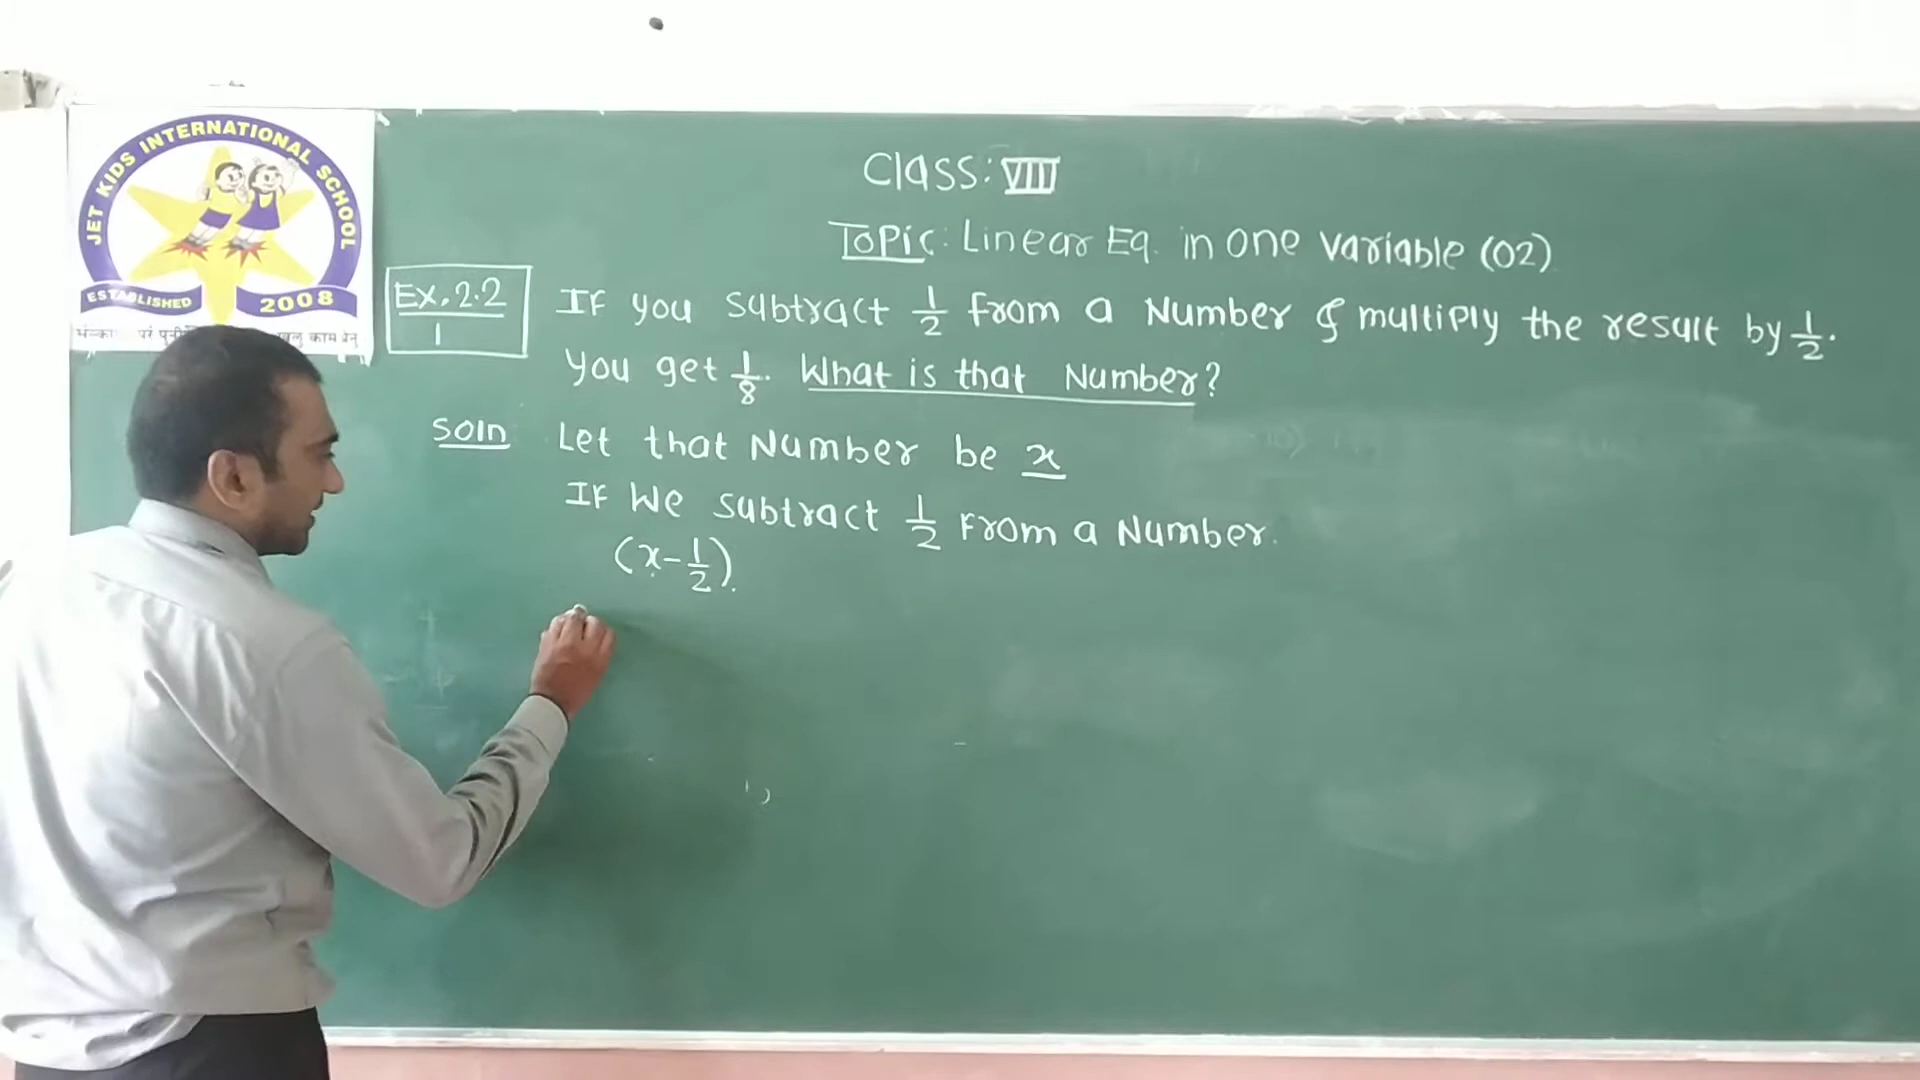 JET KIDS INTERNATIONAL SCHOOL
ESTABLISHED 2008
Class: VIII
Topic: Linear Eq. in one variable (02)
Ex. 2.2
1
If you subtract 1/2 from a Number & multiply the result by 1/2.
You get 1/8. What is that Number?
Soln Let that Number be x
If We subtract 1/2 From a Number.
(x - 1/2).